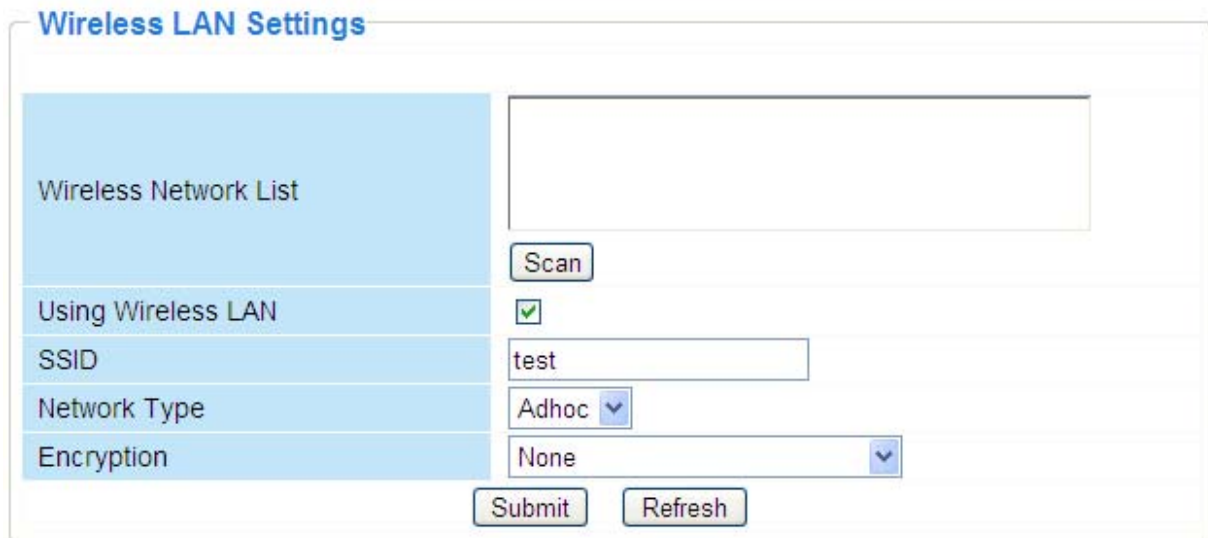 Wireless LAN Settings
Wireless Network List
Scan
Using Wireless LAN
SSID
test
Network Type
Adhoc
Encryption
None
Submit Refresh